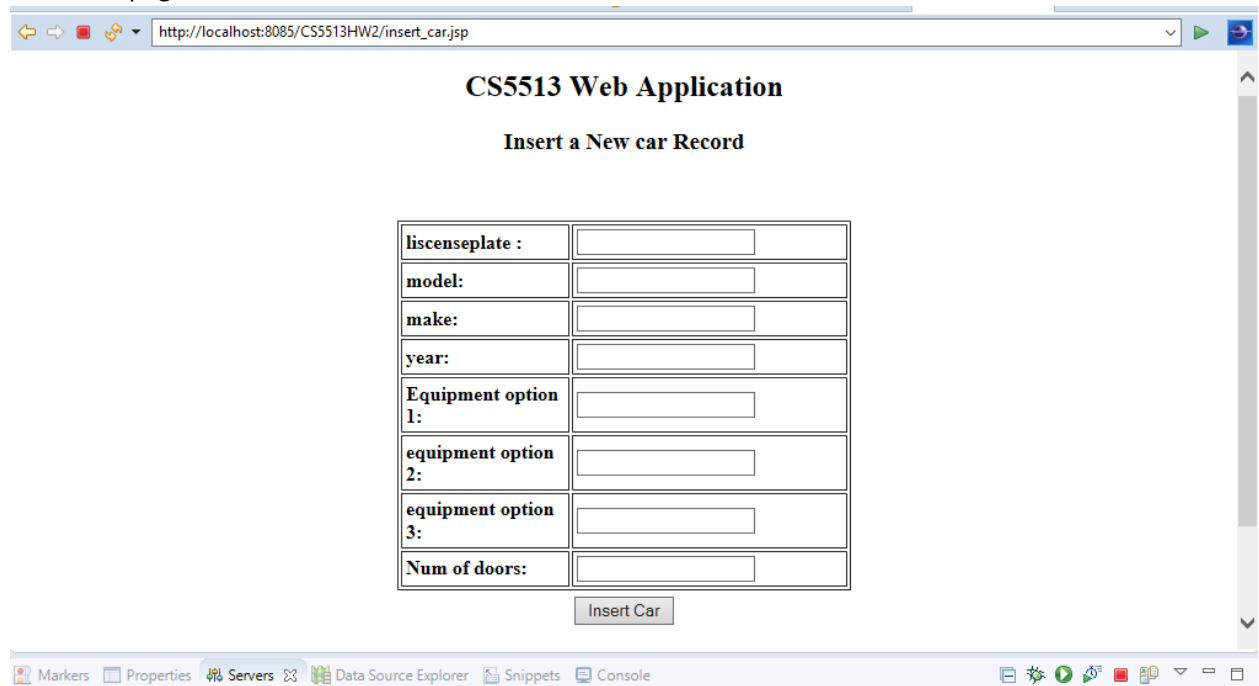 http://localhost:8085/CS5513HW2/insert_car.jsp
CS5513 Web Application
Insert a New car Record
liscenseplate :
model:
make:
year:
Equipment option
1:
equipment option
2:
equipment option
3:
Num of doors:
Insert Car
Markers Properties Servers Data Source Explorer Snippets Console